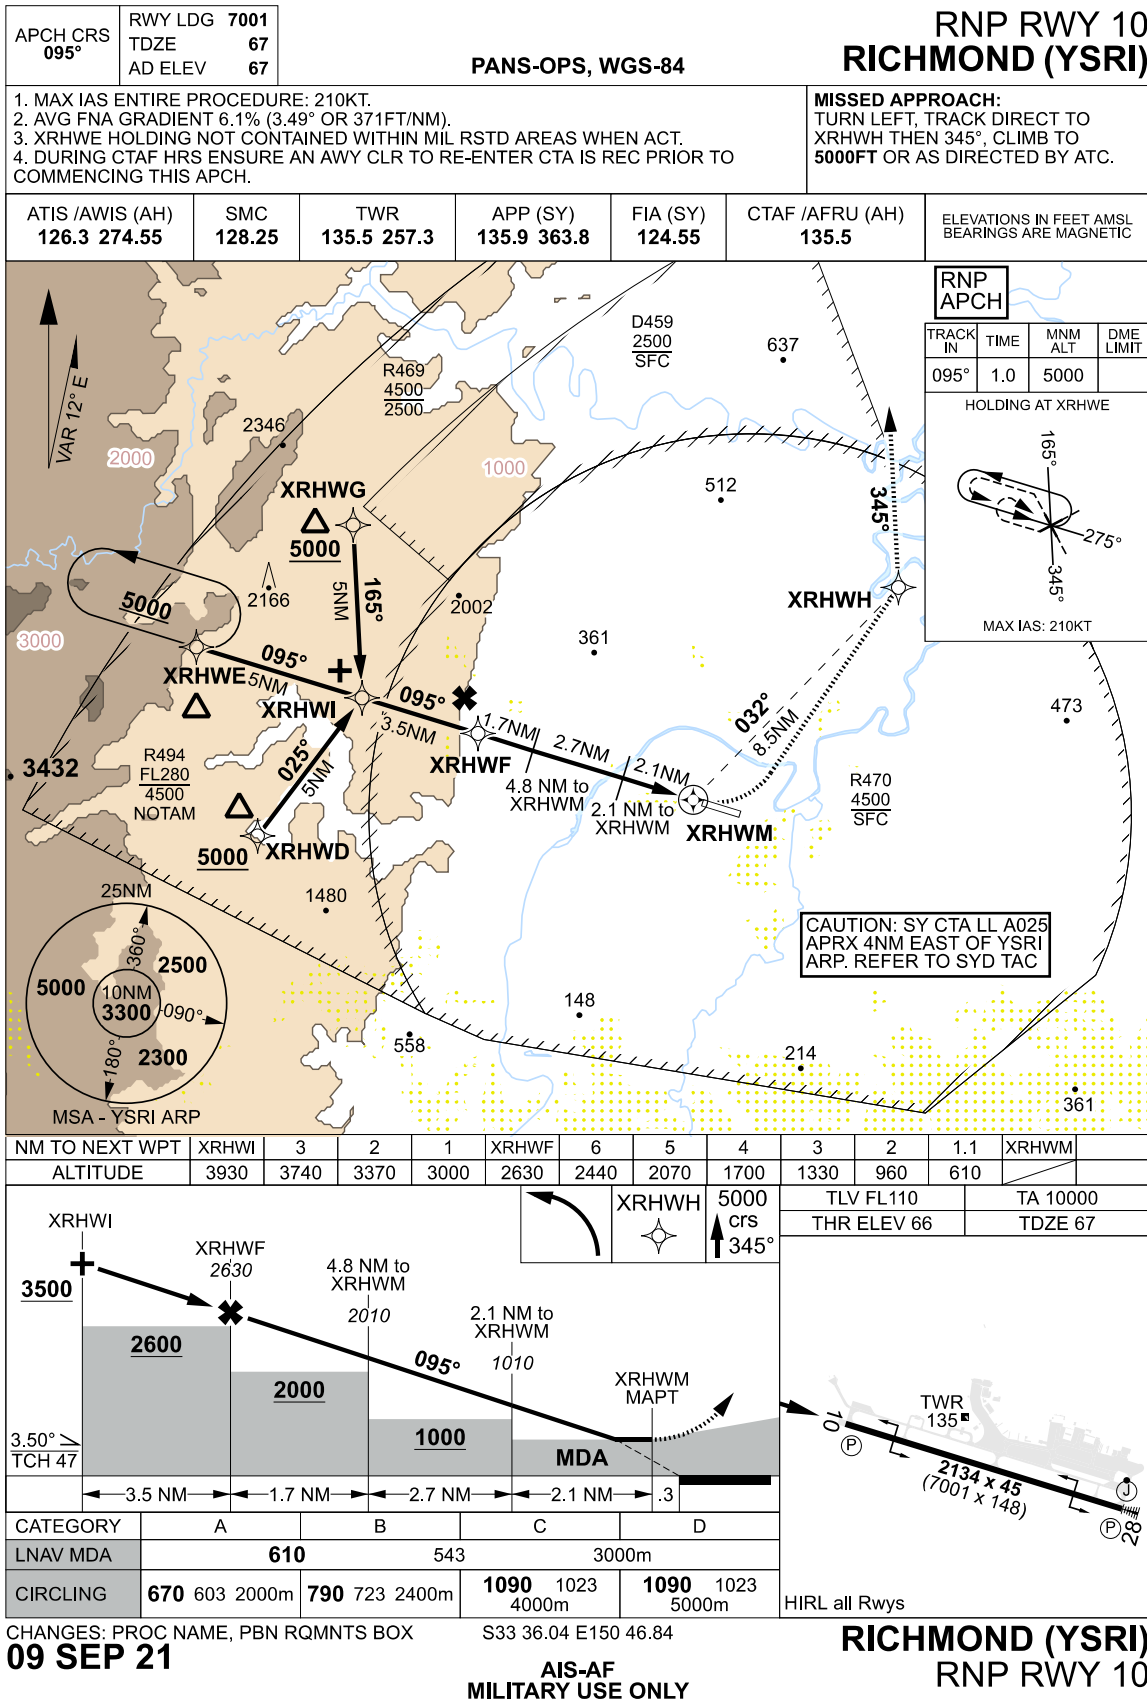 APCH CRS
095°
RWY LDG 7001
TDZE 67
AD ELEV 67
PANS-OPS, WGS-84
RNP RWY 10
RICHMOND (YSRI)
1. MAX IAS ENTIRE PROCEDURE: 210KT.
2. AVG FNA GRADIENT 6.1% (3.49° OR 371FT/NM).
3. XRHWE HOLDING NOT CONTAINED WITHIN MIL RSTD AREAS WHEN ACT.
4. DURING CTAF HRS ENSURE AN AWY CLR TO RE-ENTER CTA IS REC PRIOR TO
COMMENCING THIS APCH.
MISSED APPROACH:
TURN LEFT, TRACK DIRECT TO
XRHWH THEN 345°, CLIMB TO
5000FT OR AS DIRECTED BY ATC.
ATIS /AWIS (AH)
126.3 274.55
SMC
128.25
TWR
135.5 257.3
APP (SY)
135.9 363.8
FIA (SY)
124.55
CTAF /AFRU (AH)
135.5
ELEVATIONS IN FEET AMSL
BEARINGS ARE MAGNETIC
RNP
APCH
TRACK IN TIME MNM ALT DME LIMIT
095° 1.0 5000
HOLDING AT XRHWE
165°
275°
345°
MAX IAS: 210KT
VAR 12° E
D459
2500
SFC
637
R469
4500
2500
2346
2000
1000
512
XRHWG
5000
345°
165°
5NM
5000
2166
2002
XRHWH
3000
361
095°
5NM
XRHWE
XRHWI
095°
3.5NM
1.7NM
2.7NM
2.1NM
032°
8.5NM
473
XRHWF
4.8 NM to
XRHWM
2.1 NM to
XRHWM
XRHWM
3432
R494
FL280
4500
NOTAM
025°
5NM
R470
4500
SFC
5000
XRHWD
1480
25NM
360°
2500
5000
10NM
3300
090°
180°
2300
MSA - YSRI ARP
CAUTION: SY CTA LL A025
APRX 4NM EAST OF YSRI
ARP. REFER TO SYD TAC
148
558
214
361
NM TO NEXT WPT XRHWI 3 2 1 XRHWF 6 5 4 3 2 1.1 XRHWM
ALTITUDE 3930 3740 3370 3000 2630 2440 2070 1700 1330 960 610
XRHWI
3500
XRHWF
2630
4.8 NM to
XRHWM
2010
2.1 NM to
XRHWM
1010
XRHWM
MAPT
XRHWH
5000
crs
345°
2600
2000
1000
095°
MDA
3.50°
TCH 47
3.5 NM 1.7 NM 2.7 NM 2.1 NM .3
TLV FL110 TA 10000
THR ELEV 66 TDZE 67
TWR
135
10
P
2134 x 45
(7001 x 148)
J
P
28
HIRL all Rwys
CATEGORY A B C D
LNAV MDA 610 543 3000m
CIRCLING 670 603 2000m 790 723 2400m 1090 1023 4000m 1090 1023 5000m
CHANGES: PROC NAME, PBN RQMNTS BOX
S33 36.04 E150 46.84
09 SEP 21
AIS-AF
MILITARY USE ONLY
RICHMOND (YSRI)
RNP RWY 10